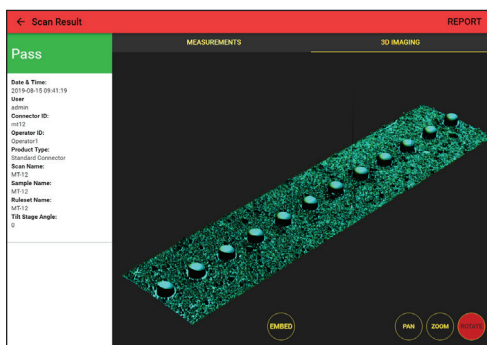 ← Scan Result
REPORT
Pass
MEASUREMENTS
3D IMAGING
Date & Time:
2019-08-15 09:41:19
User
admin
Connector ID:
mt12
Operator ID:
Operator1
Product Type:
Standard Connector
Scan Name:
MT-12
Sample Name:
MT-12
Ruleset Name:
MT-12
Tilt Stage Angle:
0
EMBED
PAN
ZOOM
ROTATE